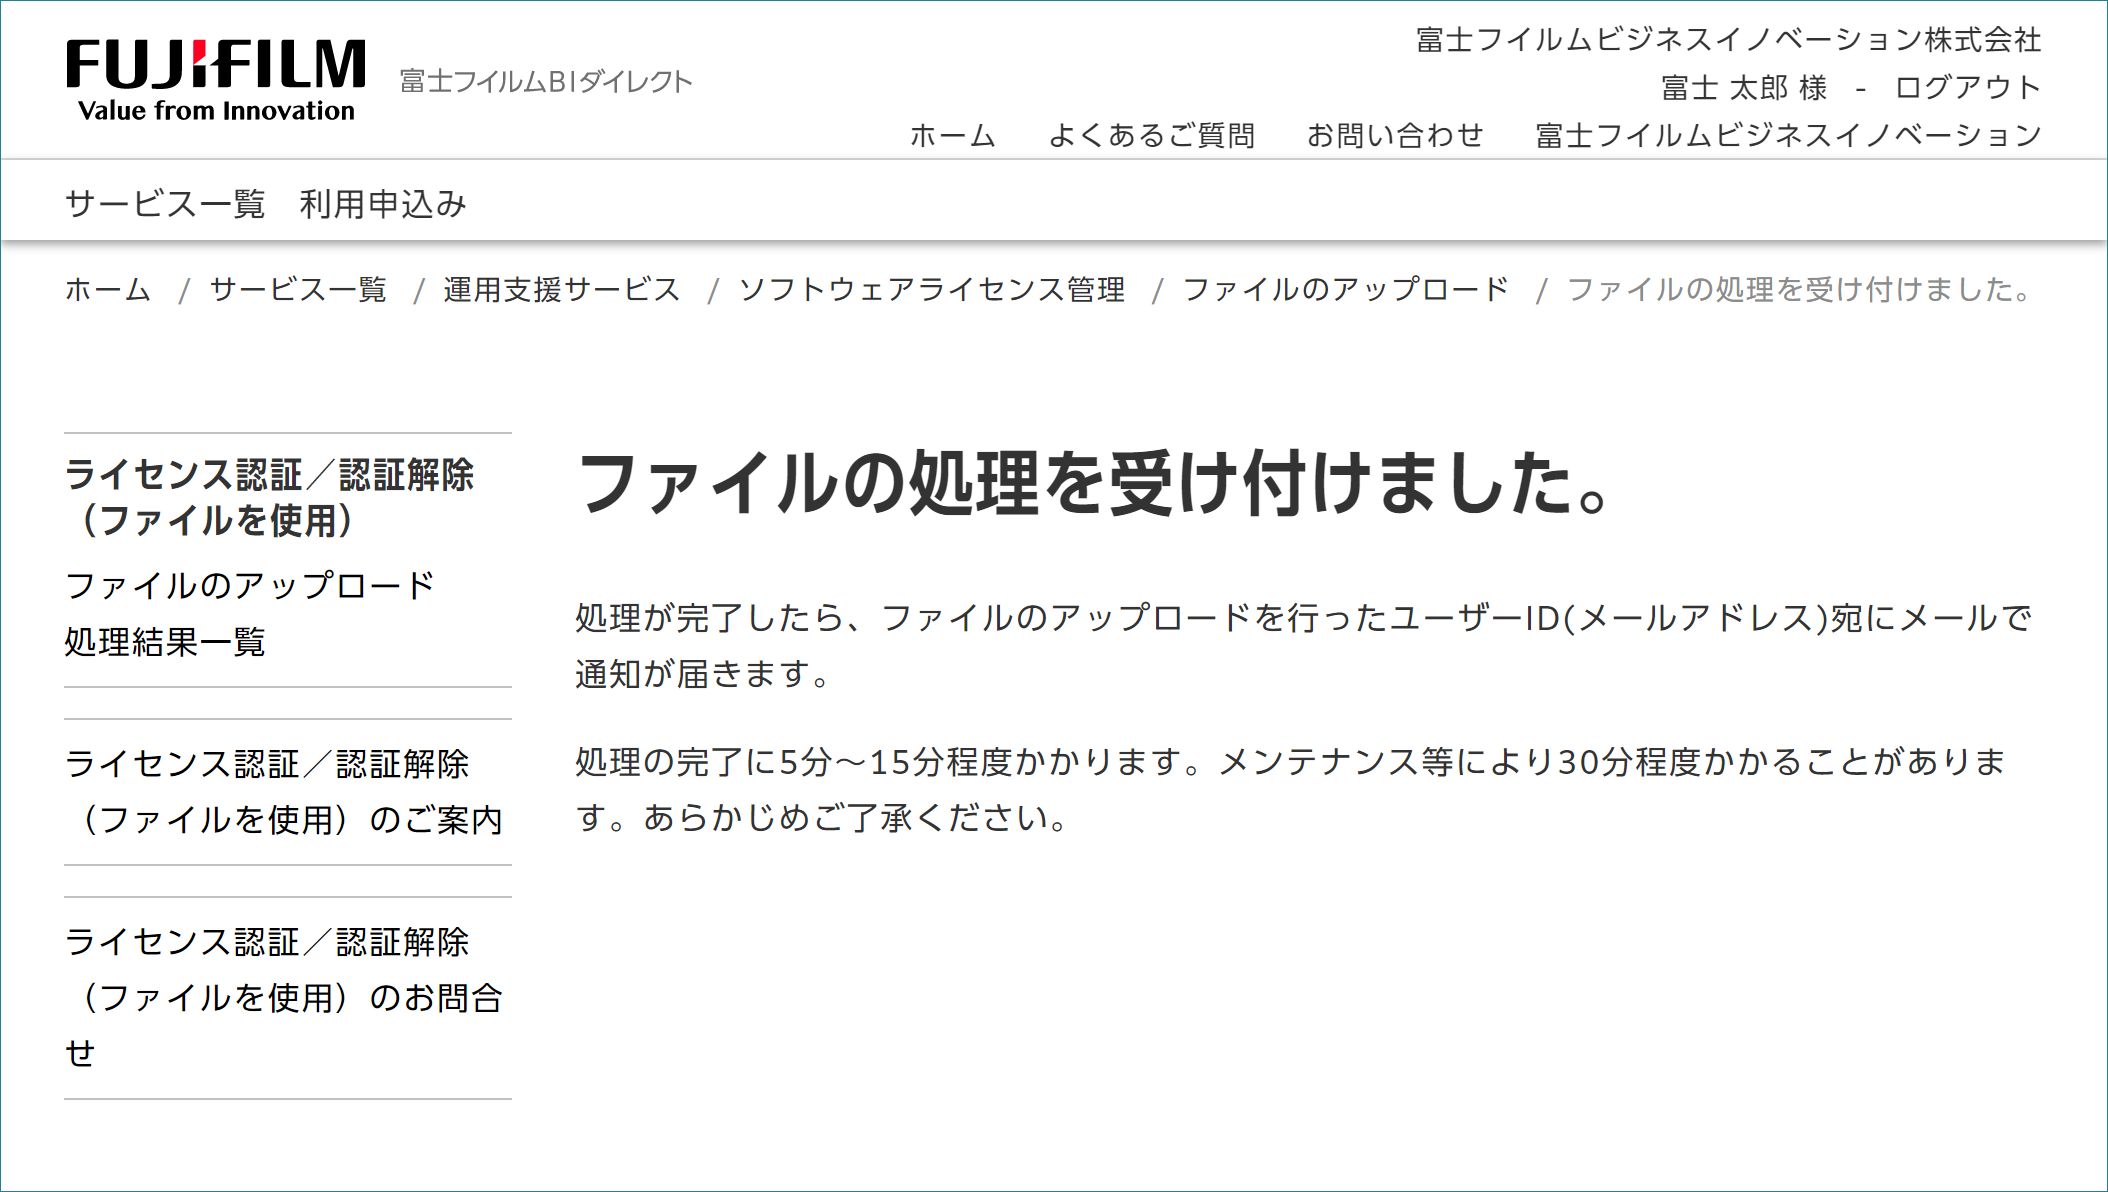 FUJIFILM
Value from Innovation
富士フイルムBIダイレクト
富士フイルムビジネスイノベーション株式会社
富士 太郎 様 - ログアウト
ホーム よくあるご質問 お問い合わせ 富士フイルムビジネスイノベーション
サービス一覧 利用申込み
ホーム / サービス一覧 / 運用支援サービス / ソフトウェアライセンス管理 / ファイルのアップロード / ファイルの処理を受け付けました。
ライセンス認証／認証解除
（ファイルを使用）
ファイルのアップロード
処理結果一覧
ライセンス認証／認証解除
（ファイルを使用）のご案内
ライセンス認証／認証解除
（ファイルを使用）のお問合
せ
ファイルの処理を受け付けました。
処理が完了したら、ファイルのアップロードを行ったユーザーID(メールアドレス)宛にメールで
通知が届きます。
処理の完了に5分～15分程度かかります。メンテナンス等により30分程度かかることがありま
す。あらかじめご了承ください。